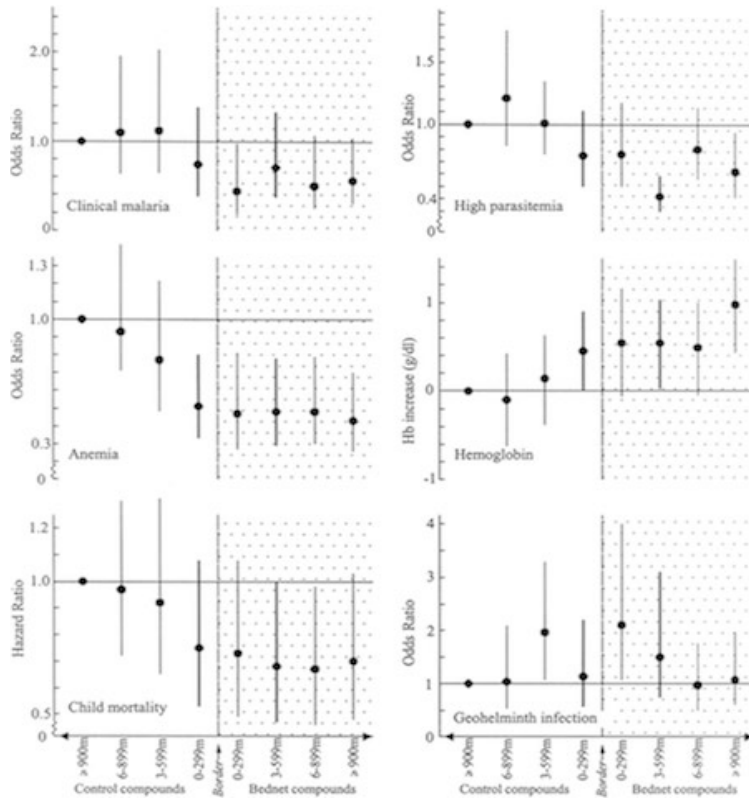 Odds Ratio
2.0
1.0
0
Clinical malaria
Odds Ratio
1.5
1.0
0.4
0
High parasitemia
Odds Ratio
1.3
1.0
0.3
0
Anemia
Hb increase (g/dl)
1
0
-1
Hemoglobin
Hazard Ratio
1.2
1.0
0.5
0
Child mortality
Odds Ratio
4
3
2
1
0
Geohelminth infection
≥ 900m
6-899m
3-599m
0-299m
Border
0-299m
3-599m
6-899m
≥ 900m
Control compounds
Bednet compounds
≥ 900m
6-899m
3-599m
0-299m
Border
0-299m
3-599m
6-899m
≥ 900m
Control compounds
Bednet compounds